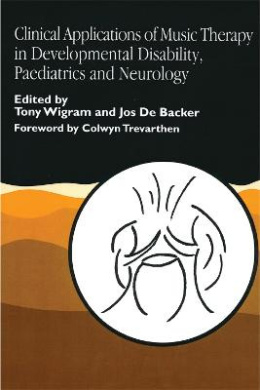 Clinical Applications of Music Therapy
in Developmental Disability,
Paediatrics and Neurology
Edited by
Tony Wigram and Jos De Backer
Foreword by Colwyn Trevarthen